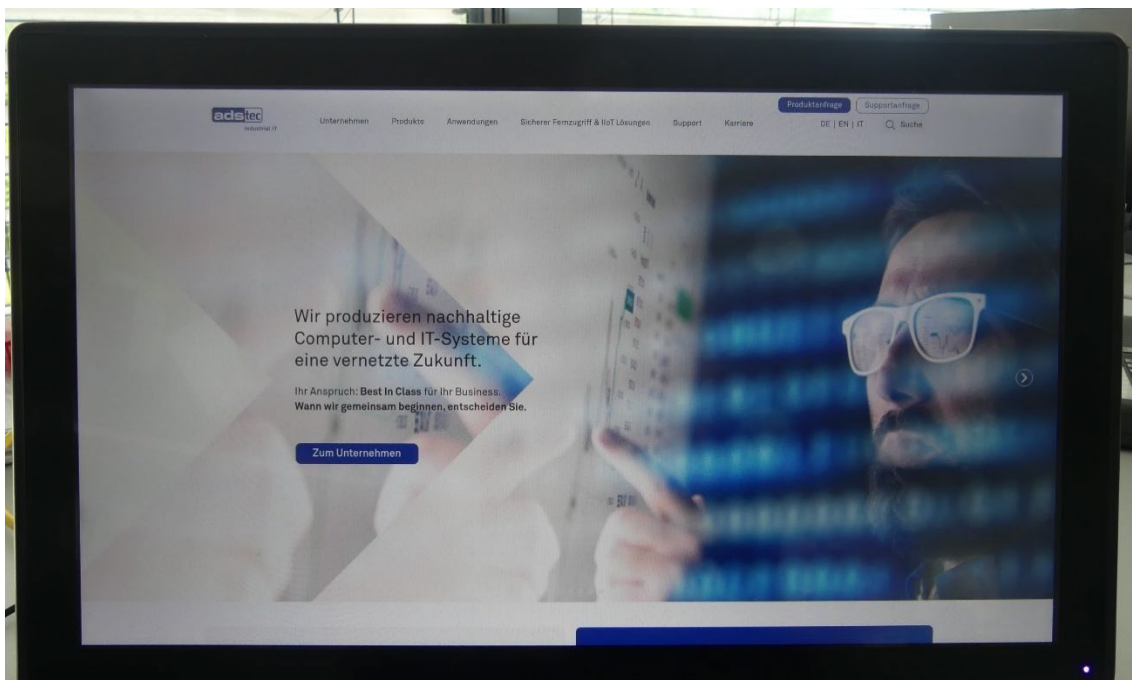 Produktanfrage Supportanfrage
adstec
Industrial IT
Unternehmen Produkte Anwendungen Sicherer Fernzugriff & IIoT Lösungen Support Karriere DE | EN | IT Suche
Wir produzieren nachhaltige
Computer- und IT-Systeme für
eine vernetzte Zukunft.
Ihr Anspruch: Best In Class für Ihr Business.
Wann wir gemeinsam beginnen, entscheiden Sie.
Zum Unternehmen